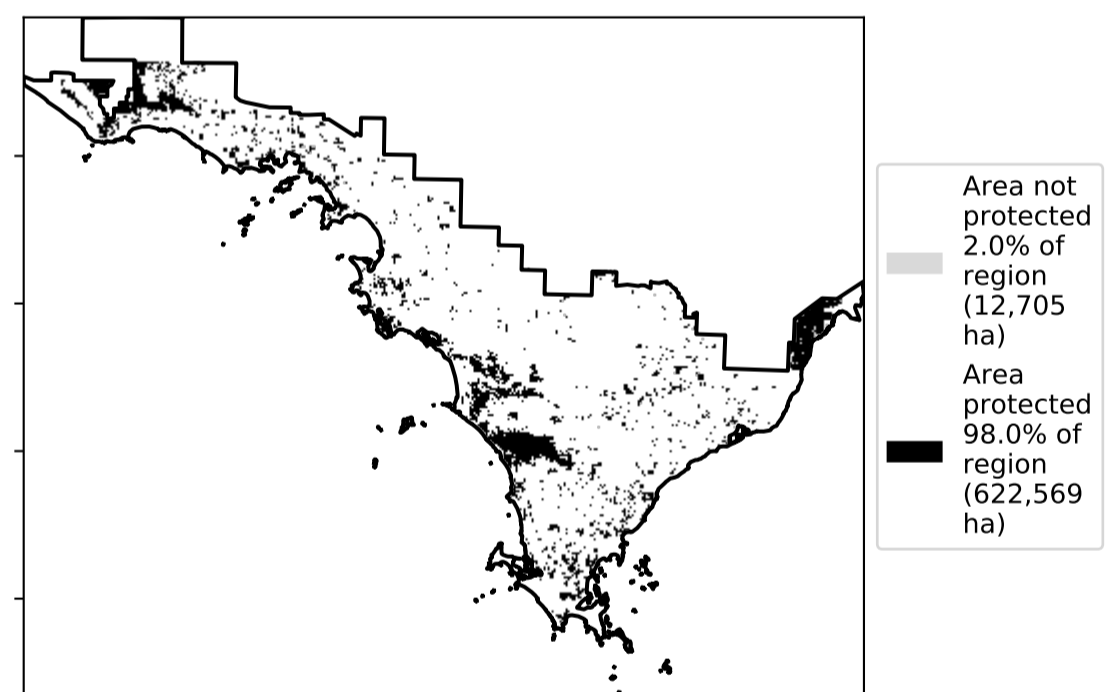 Area not
protected
2.0% of
region
(12,705
ha)
Area
protected
98.0% of
region
(622,569
ha)